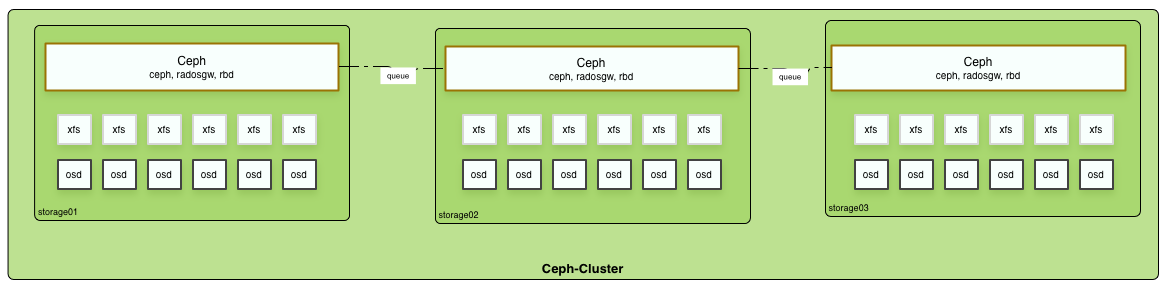 Ceph
ceph, radosgw, rbd
queue
Ceph
ceph, radosgw, rbd
queue
Ceph
ceph, radosgw, rbd
xfs xfs xfs xfs xfs xfs
xfs xfs xfs xfs xfs xfs
xfs xfs xfs xfs xfs xfs
osd osd osd osd osd osd
osd osd osd osd osd osd
osd osd osd osd osd osd
storage01
storage02
storage03
Ceph-Cluster